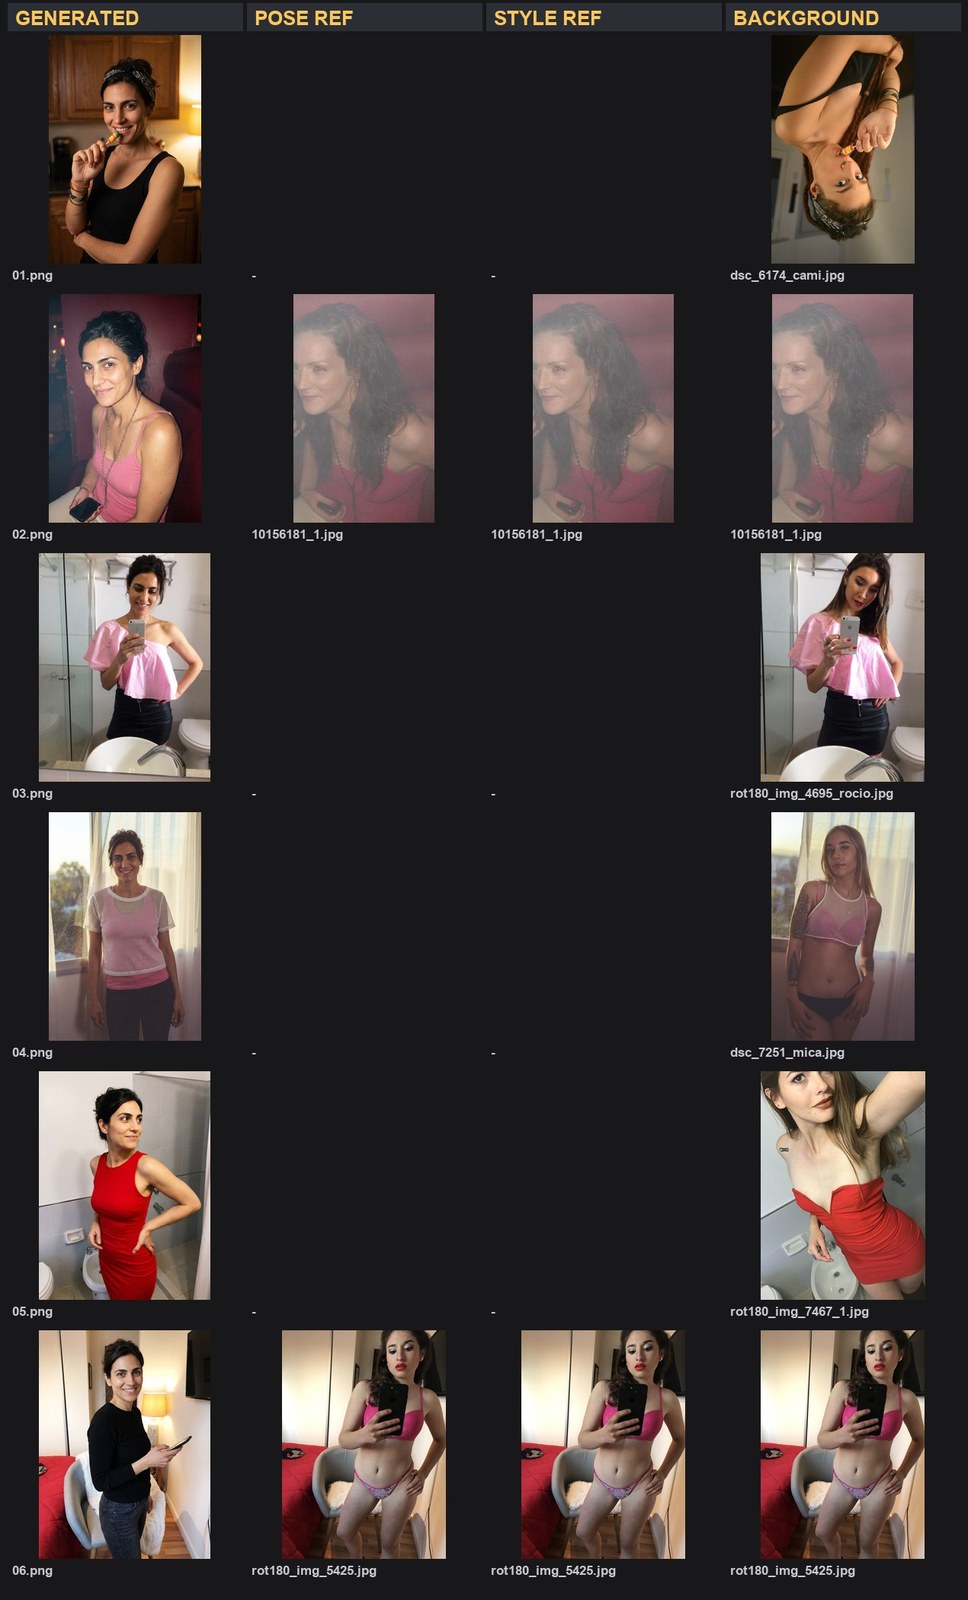 GENERATED POSE REF STYLE REF BACKGROUND
01.png - - dsc_6174_cami.jpg
02.png 10156181_1.jpg 10156181_1.jpg 10156181_1.jpg
03.png - - rot180_img_4695_rocio.jpg
04.png - - dsc_7251_mica.jpg
05.png - - rot180_img_7467_1.jpg
06.png rot180_img_5425.jpg rot180_img_5425.jpg rot180_img_5425.jpg